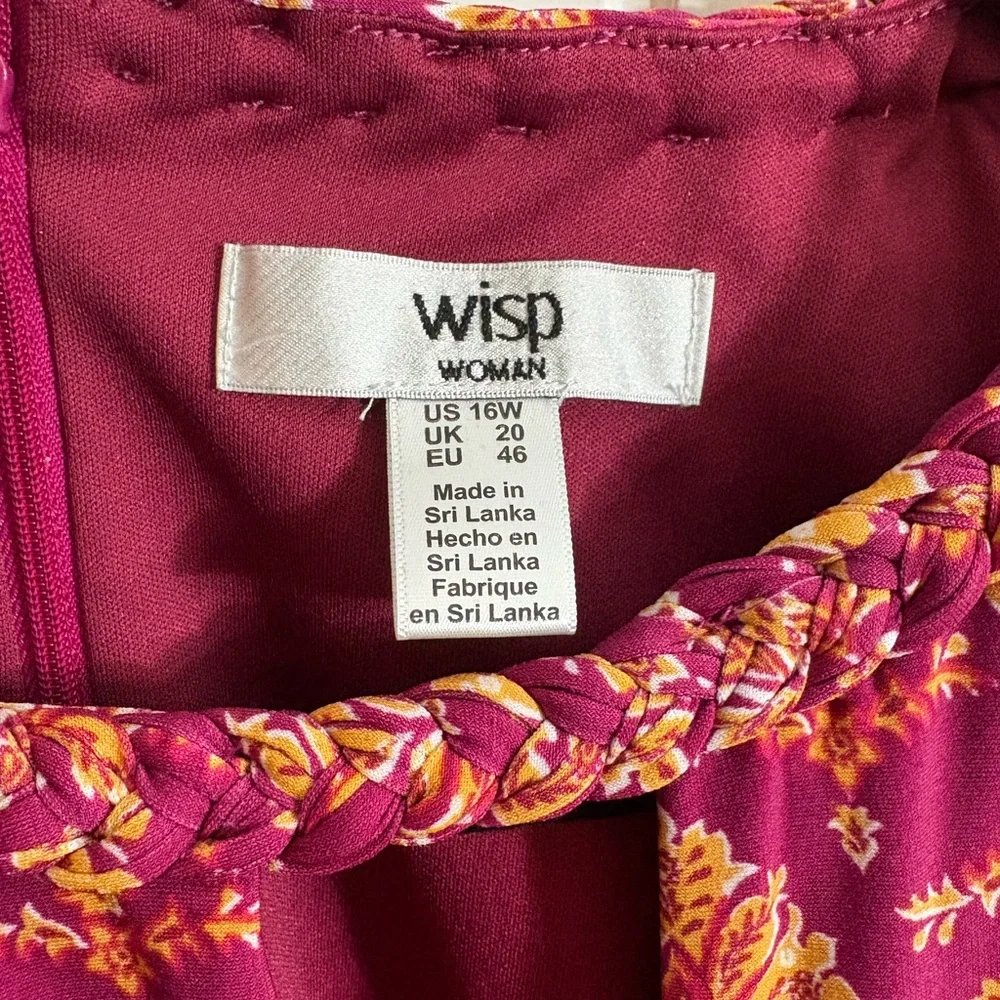 wisp
WOMAN
US 16W
UK 20
EU 46
Made in
Sri Lanka
Hecho en
Sri Lanka
Fabrique
en Sri Lanka